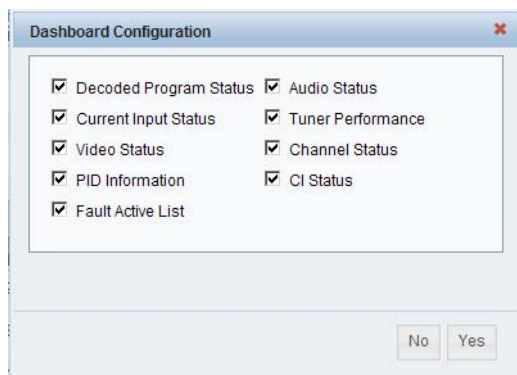 Dashboard Configuration
Decoded Program Status Audio Status
Current Input Status Tuner Performance
Video Status Channel Status
PID Information CI Status
Fault Active List
No Yes